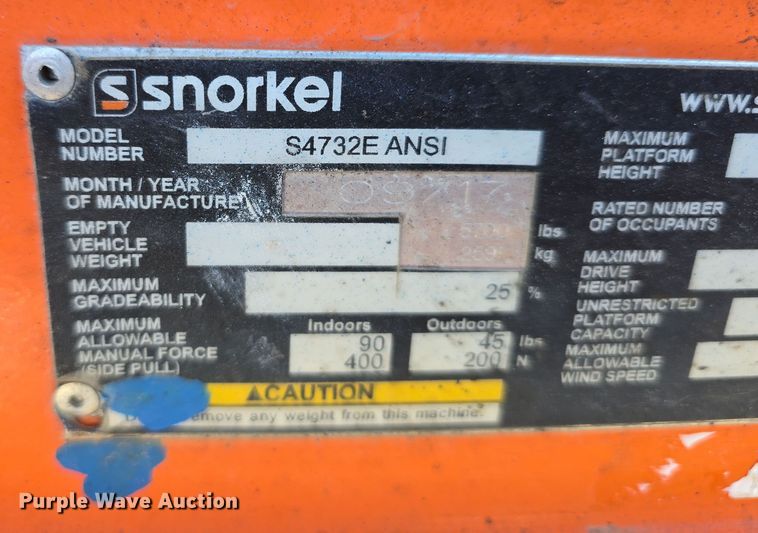 snorkel
www.s
MODEL NUMBER S4732E ANSI
MONTH / YEAR OF MANUFACTURE
EMPTY VEHICLE WEIGHT lbs kg
MAXIMUM GRADEABILITY 25 %
Indoors Outdoors
MAXIMUM ALLOWABLE MANUAL FORCE (SIDE PULL)
90 45 lbs
400 200 N
CAUTION
remove any weight from this machine.
MAXIMUM PLATFORM HEIGHT
RATED NUMBER OF OCCUPANTS
MAXIMUM DRIVE HEIGHT
UNRESTRICTED PLATFORM CAPACITY
MAXIMUM ALLOWABLE WIND SPEED
Purple Wave Auction